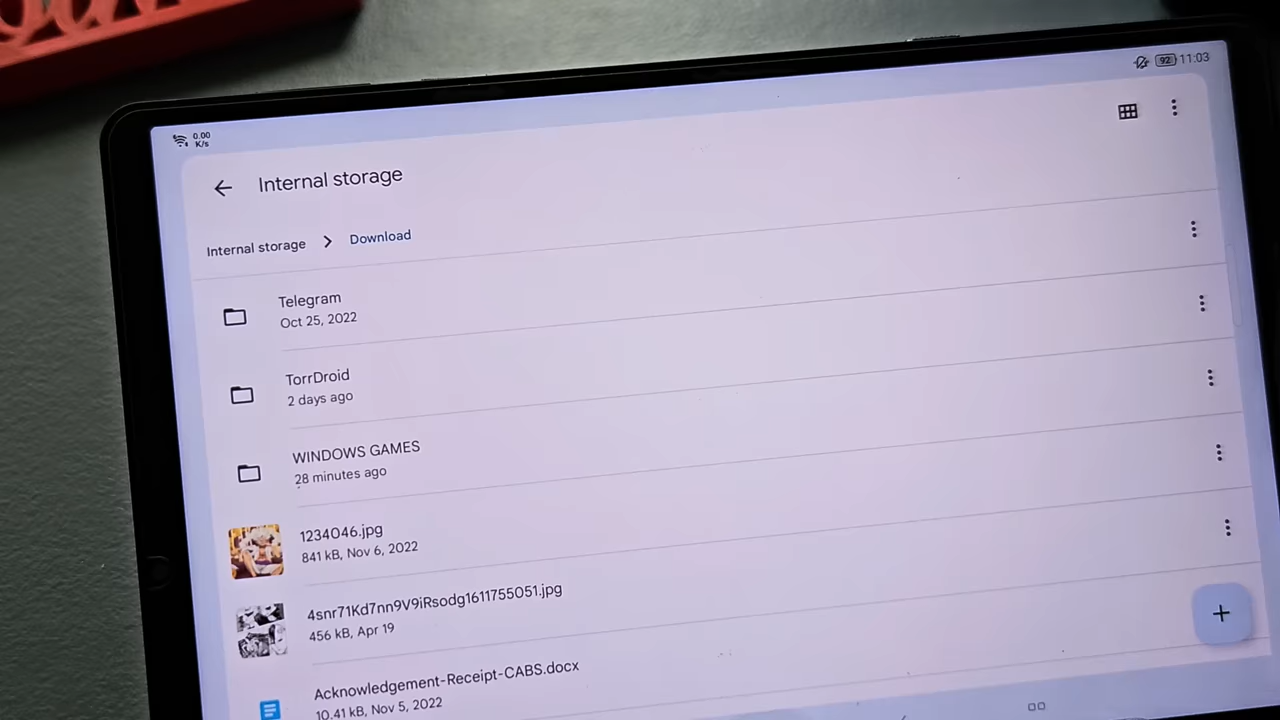 0.00
K/s
92 11:03
Internal storage
Internal storage > Download
Telegram
Oct 25, 2022
TorrDroid
2 days ago
WINDOWS GAMES
28 minutes ago
1234046.jpg
841 kB, Nov 6, 2022
4snr71Kd7nn9V9iRsodg1611755051.jpg
456 kB, Apr 19
Acknowledgement-Receipt-CABS.docx
10.41 kB, Nov 5, 2022